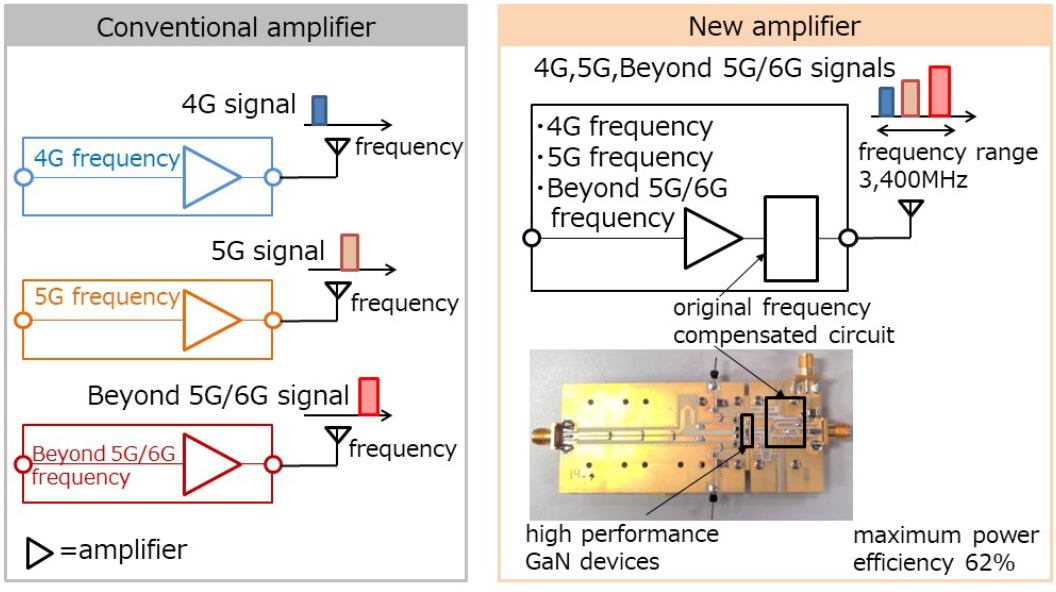 Conventional amplifier
4G signal
frequency
4G frequency
5G signal
frequency
5G frequency
Beyond 5G/6G signal
frequency
Beyond 5G/6G
frequency
=amplifier
New amplifier
4G,5G,Beyond 5G/6G signals
・4G frequency
・5G frequency
・Beyond 5G/6G
frequency
frequency range
3,400MHz
original frequency
compensated circuit
high performance
GaN devices
maximum power
efficiency 62%